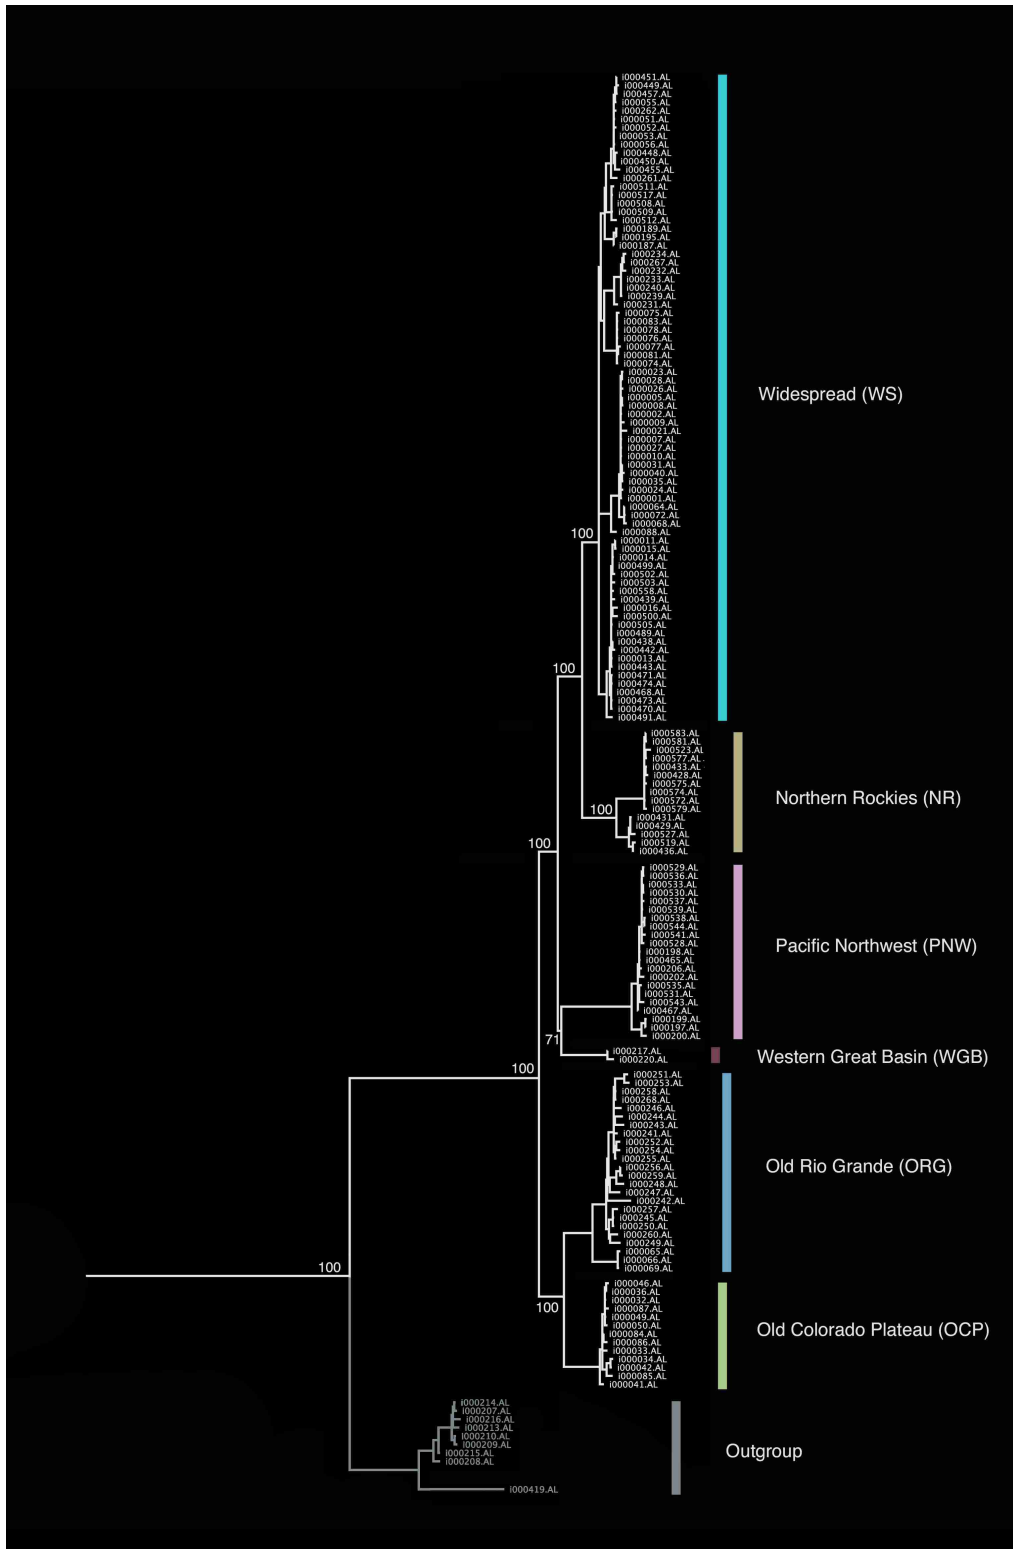 i000451.AL
i000449.AL
i000457.AL
i000055.AL
i000262.AL
i000051.AL
i000052.AL
i000053.AL
i000056.AL
i000448.AL
i000450.AL
i000455.AL
i000261.AL
i000511.AL
i000517.AL
i000508.AL
i000509.AL
i000512.AL
i000189.AL
i000195.AL
i000187.AL
i000234.AL
i000267.AL
i000232.AL
i000233.AL
i000240.AL
i000239.AL
i000231.AL
i000075.AL
i000083.AL
i000078.AL
i000076.AL
i000077.AL
i000081.AL
i000074.AL
i000023.AL
i000028.AL
i000026.AL
Widespread (WS)
i000005.AL
i000008.AL
i000002.AL
i000009.AL
i000021.AL
i000007.AL
i000027.AL
i000010.AL
i000031.AL
i000040.AL
i000035.AL
i000024.AL
i000001.AL
i000064.AL
i000072.AL
i000068.AL
i000088.AL
100
i000011.AL
i000015.AL
i000014.AL
i000499.AL
i000502.AL
i000503.AL
i000558.AL
i000439.AL
i000016.AL
i000500.AL
i000505.AL
i000489.AL
i000438.AL
i000442.AL
i000013.AL
i000443.AL
100
i000471.AL
i000474.AL
i000468.AL
i000473.AL
i000470.AL
i000491.AL
i000583.AL
i000581.AL
i000523.AL
i000577.AL
i000433.AL
i000428.AL
i000575.AL
i000574.AL
Northern Rockies (NR)
i000572.AL
i000579.AL
100
i000431.AL
i000429.AL
i000527.AL
i000519.AL
100
i000436.AL
i000529.AL
i000536.AL
i000533.AL
i000530.AL
i000537.AL
i000539.AL
i000538.AL
i000544.AL
i000541.AL
i000528.AL
Pacific Northwest (PNW)
i000198.AL
i000465.AL
i000206.AL
i000202.AL
i000535.AL
i000531.AL
i000543.AL
i000467.AL
i000199.AL
i000197.AL
i000200.AL
71
i000217.AL
i000220.AL
Western Great Basin (WGB)
100
i000251.AL
i000253.AL
i000258.AL
i000268.AL
i000246.AL
i000244.AL
i000243.AL
i000241.AL
i000252.AL
i000254.AL
i000255.AL
i000256.AL
Old Rio Grande (ORG)
i000259.AL
i000248.AL
i000247.AL
i000242.AL
i000257.AL
i000245.AL
i000250.AL
i000260.AL
i000249.AL
i000065.AL
i000066.AL
i000069.AL
100
i000046.AL
i000036.AL
i000032.AL
i000087.AL
100
i000049.AL
i000050.AL
i000084.AL
Old Colorado Plateau (OCP)
i000086.AL
i000033.AL
i000034.AL
i000042.AL
i000085.AL
i000041.AL
i000214.AL
i000207.AL
i000216.AL
i000213.AL
i000210.AL
i000209.AL
i000215.AL
Outgroup
i000208.AL
i000419.AL